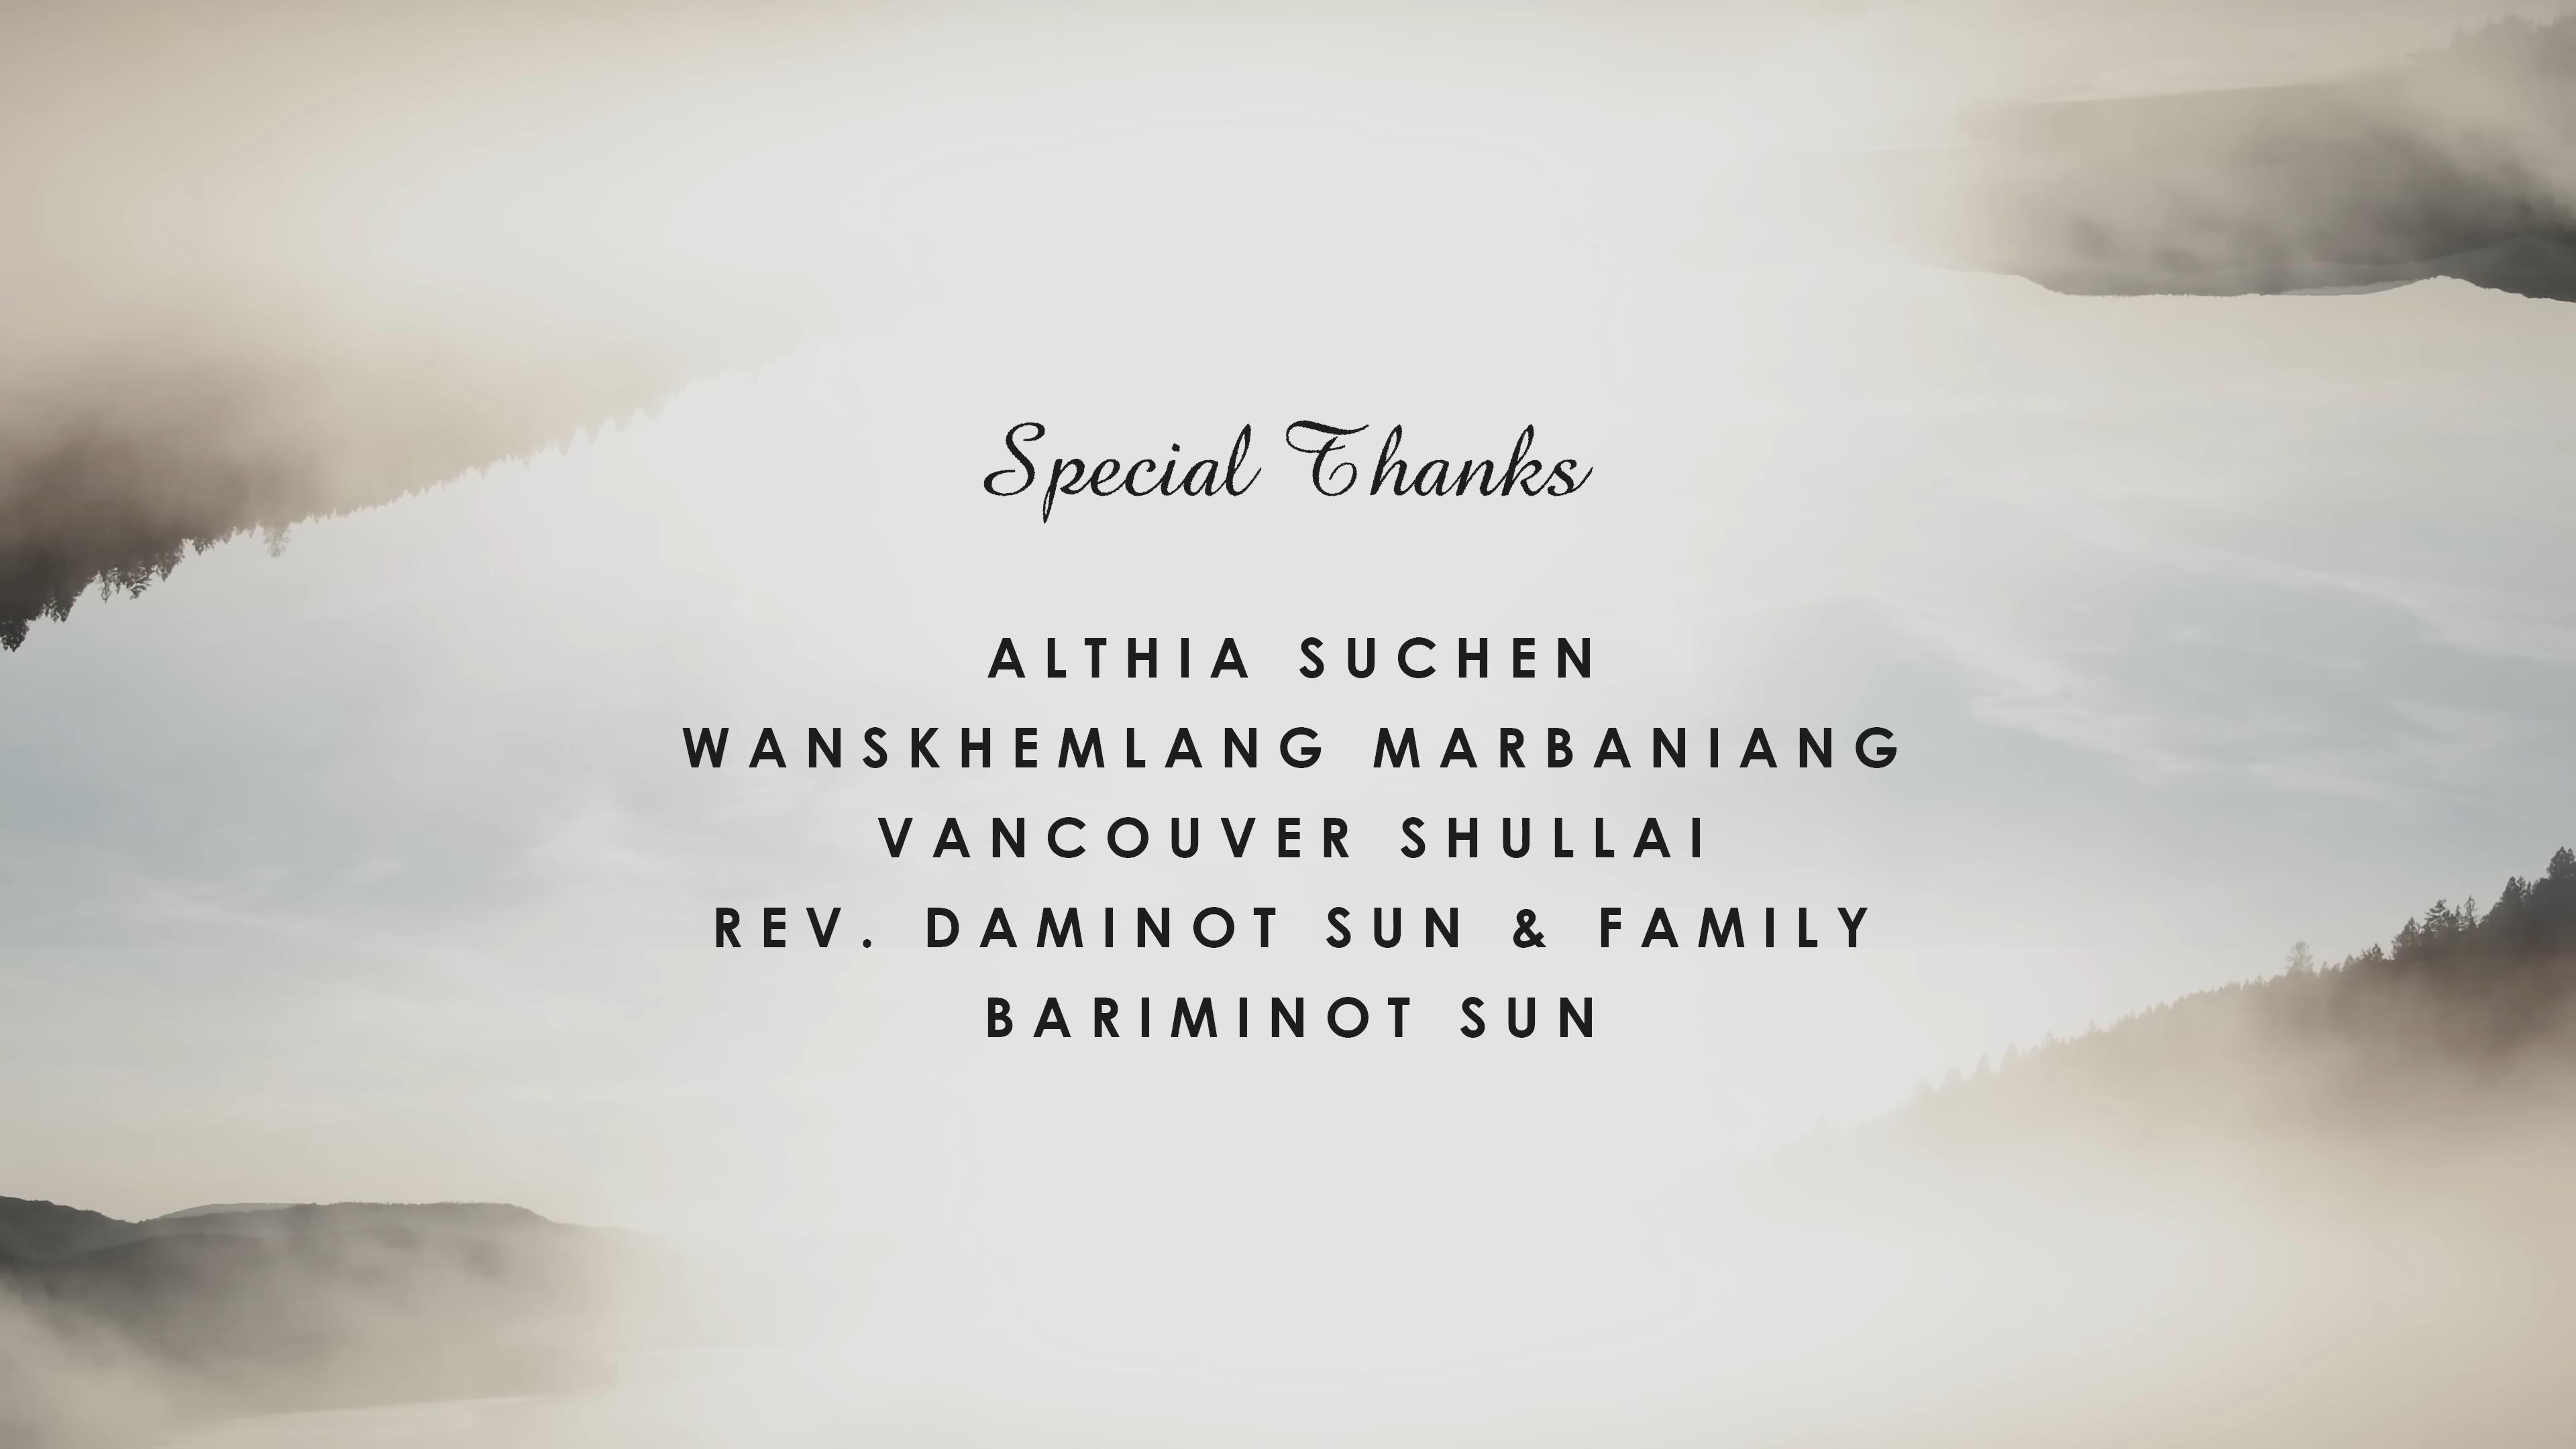 Special Thanks
ALTHIA SUCHEN
WANSKHEMLANG MARBANIANG
VANCOUVER SHULLAI
REV. DAMINOT SUN & FAMILY
BARIMINOT SUN